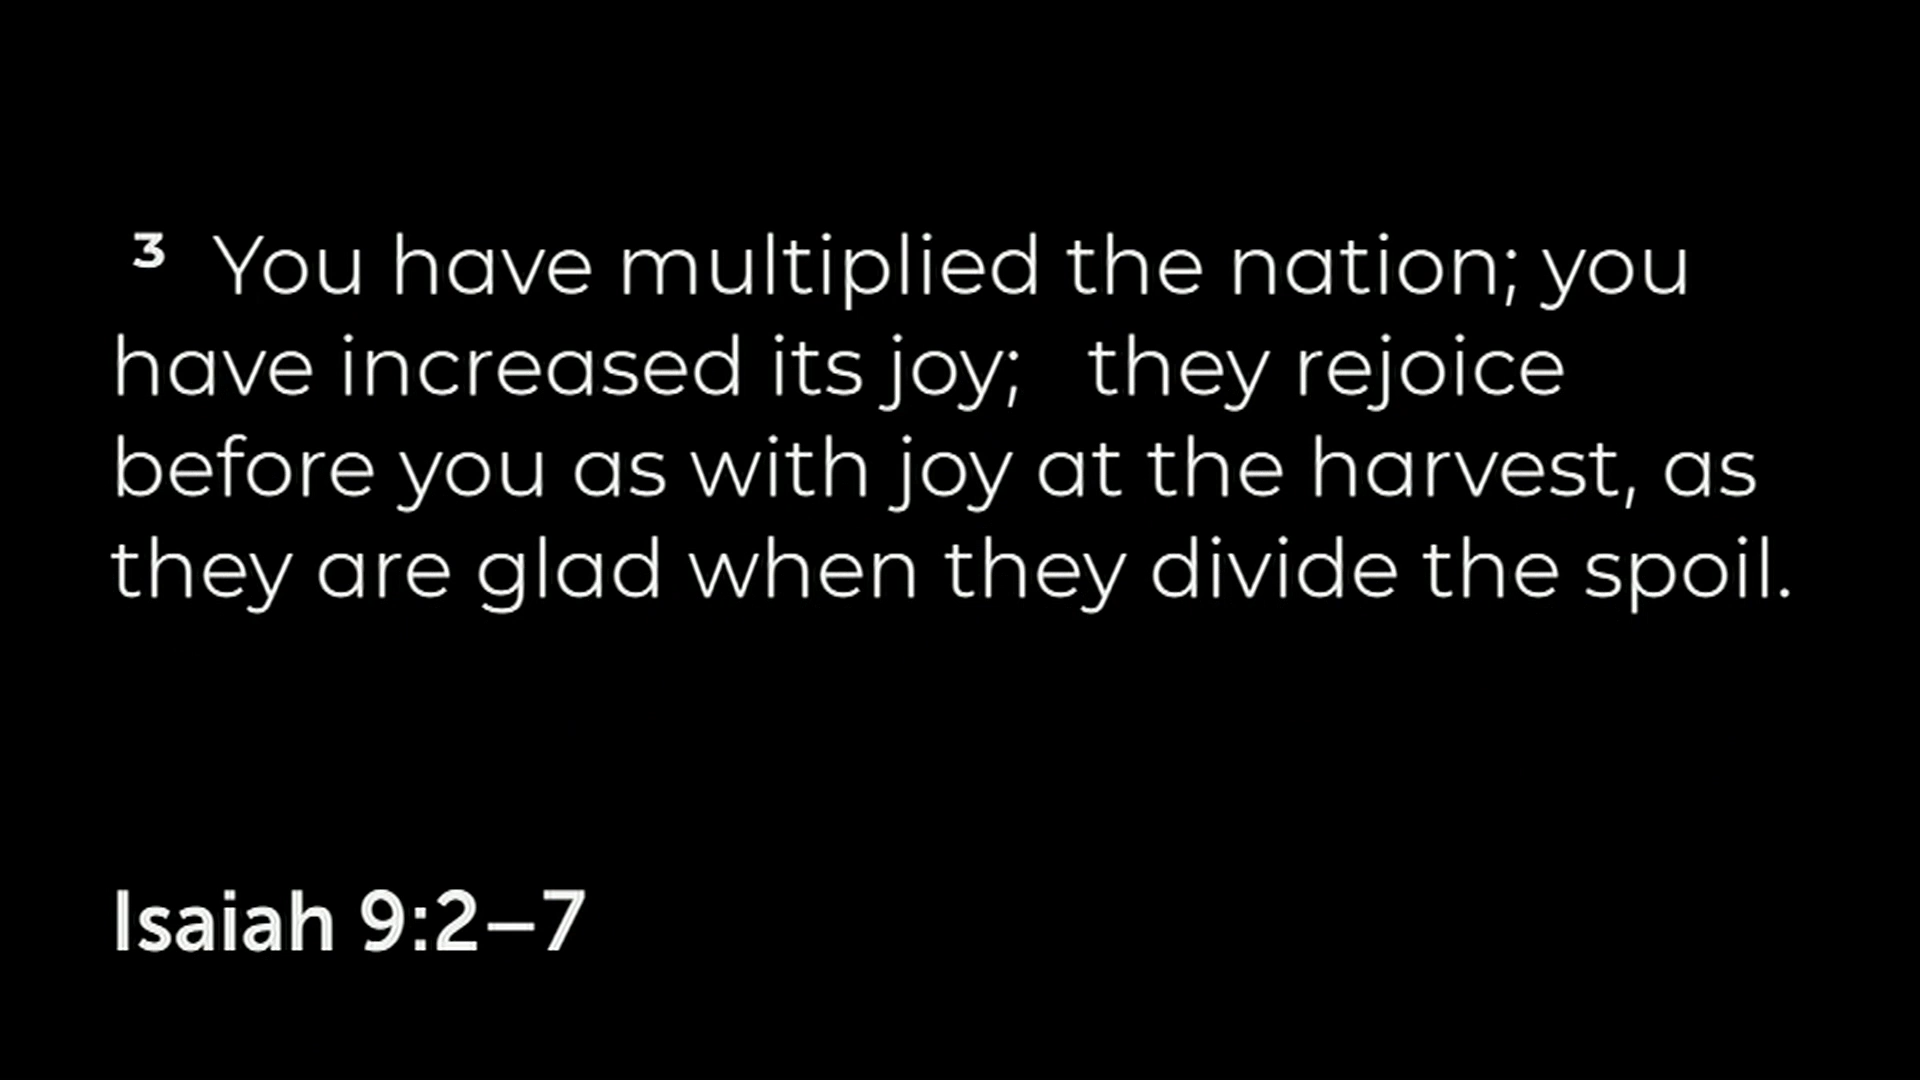 3 You have multiplied the nation; you
have increased its joy;   they rejoice
before you as with joy at the harvest, as
they are glad when they divide the spoil.
Isaiah 9:2–7